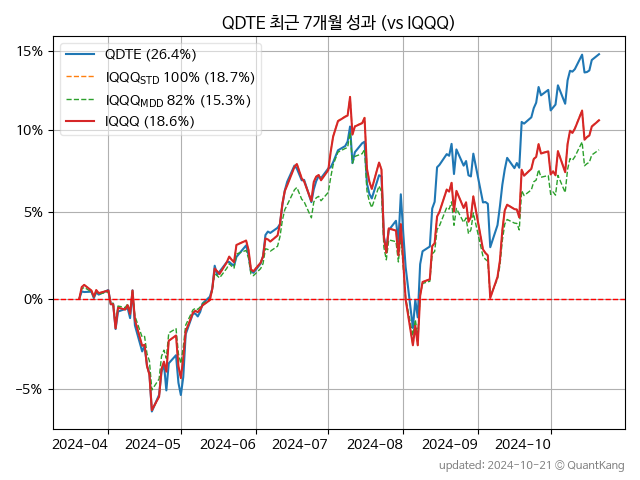 QDTE 최근 7개월 성과 (vs IQQQ)
QDTE (26.4%)
IQQQSTD 100% (18.7%)
IQQQMDD 82% (15.3%)
IQQQ (18.6%)
15%
10%
5%
0%
−5%
2024-04 2024-05 2024-06 2024-07 2024-08 2024-09 2024-10
updated: 2024-10-21 © QuantKang